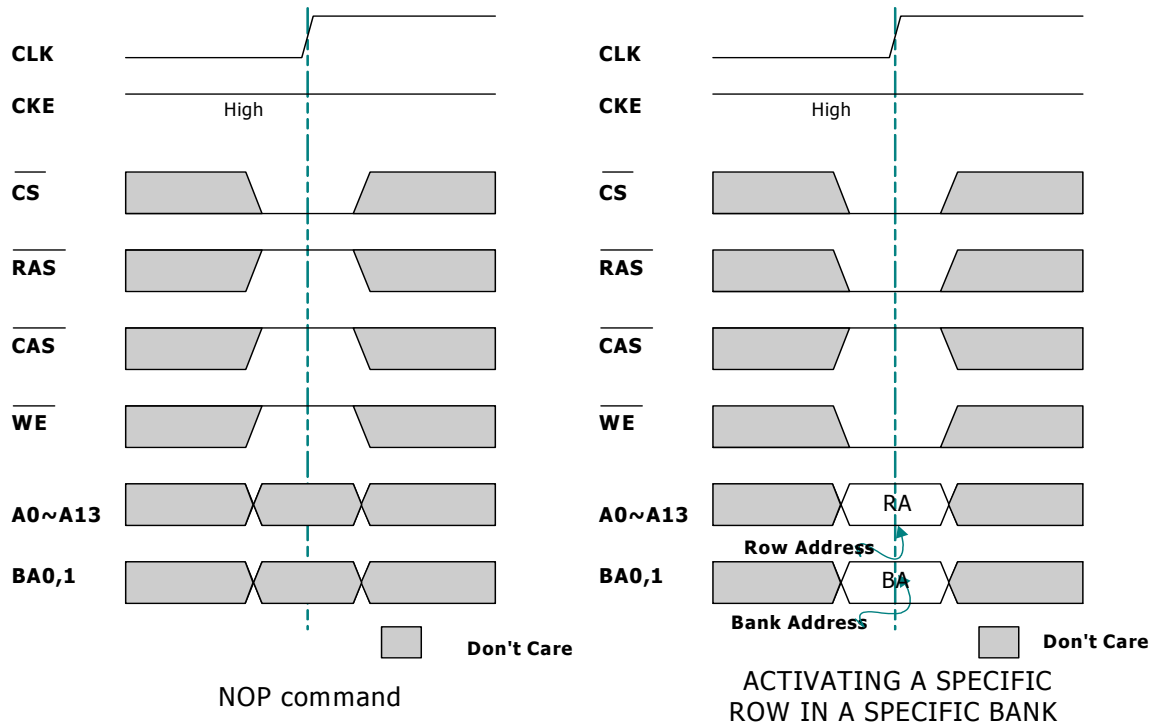 CLK
CKE
High
CS
RAS
CAS
WE
A0~A13
BA0,1
Don't Care
NOP command
CLK
CKE
High
CS
RAS
CAS
WE
A0~A13
RA
Row Address
BA0,1
BA
Bank Address
Don't Care
ACTIVATING A SPECIFIC
ROW IN A SPECIFIC BANK